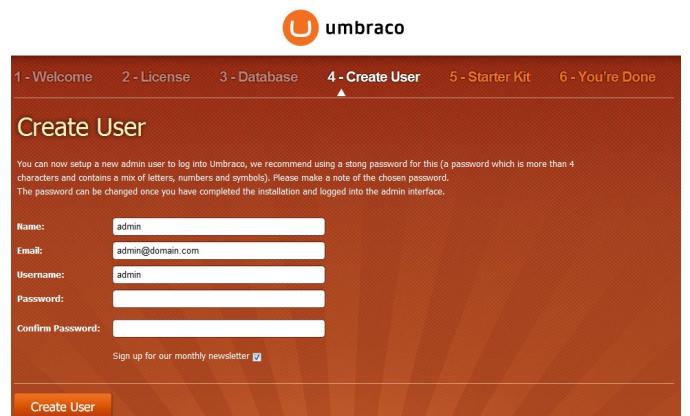 umbraco
1 - Welcome 2 - License 3 - Database 4 - Create User 5 - Starter Kit 6 - You're Done
Create User
You can now setup a new admin user to log into Umbraco, we recommend using a stong password for this (a password which is more than 4
characters and contains a mix of letters, numbers and symbols). Please make a note of the chosen password.
The password can be changed once you have completed the installation and logged into the admin interface.
Name: admin
Email: admin@domain.com
Username: admin
Password:
Confirm Password:
Sign up for our monthly newsletter
Create User